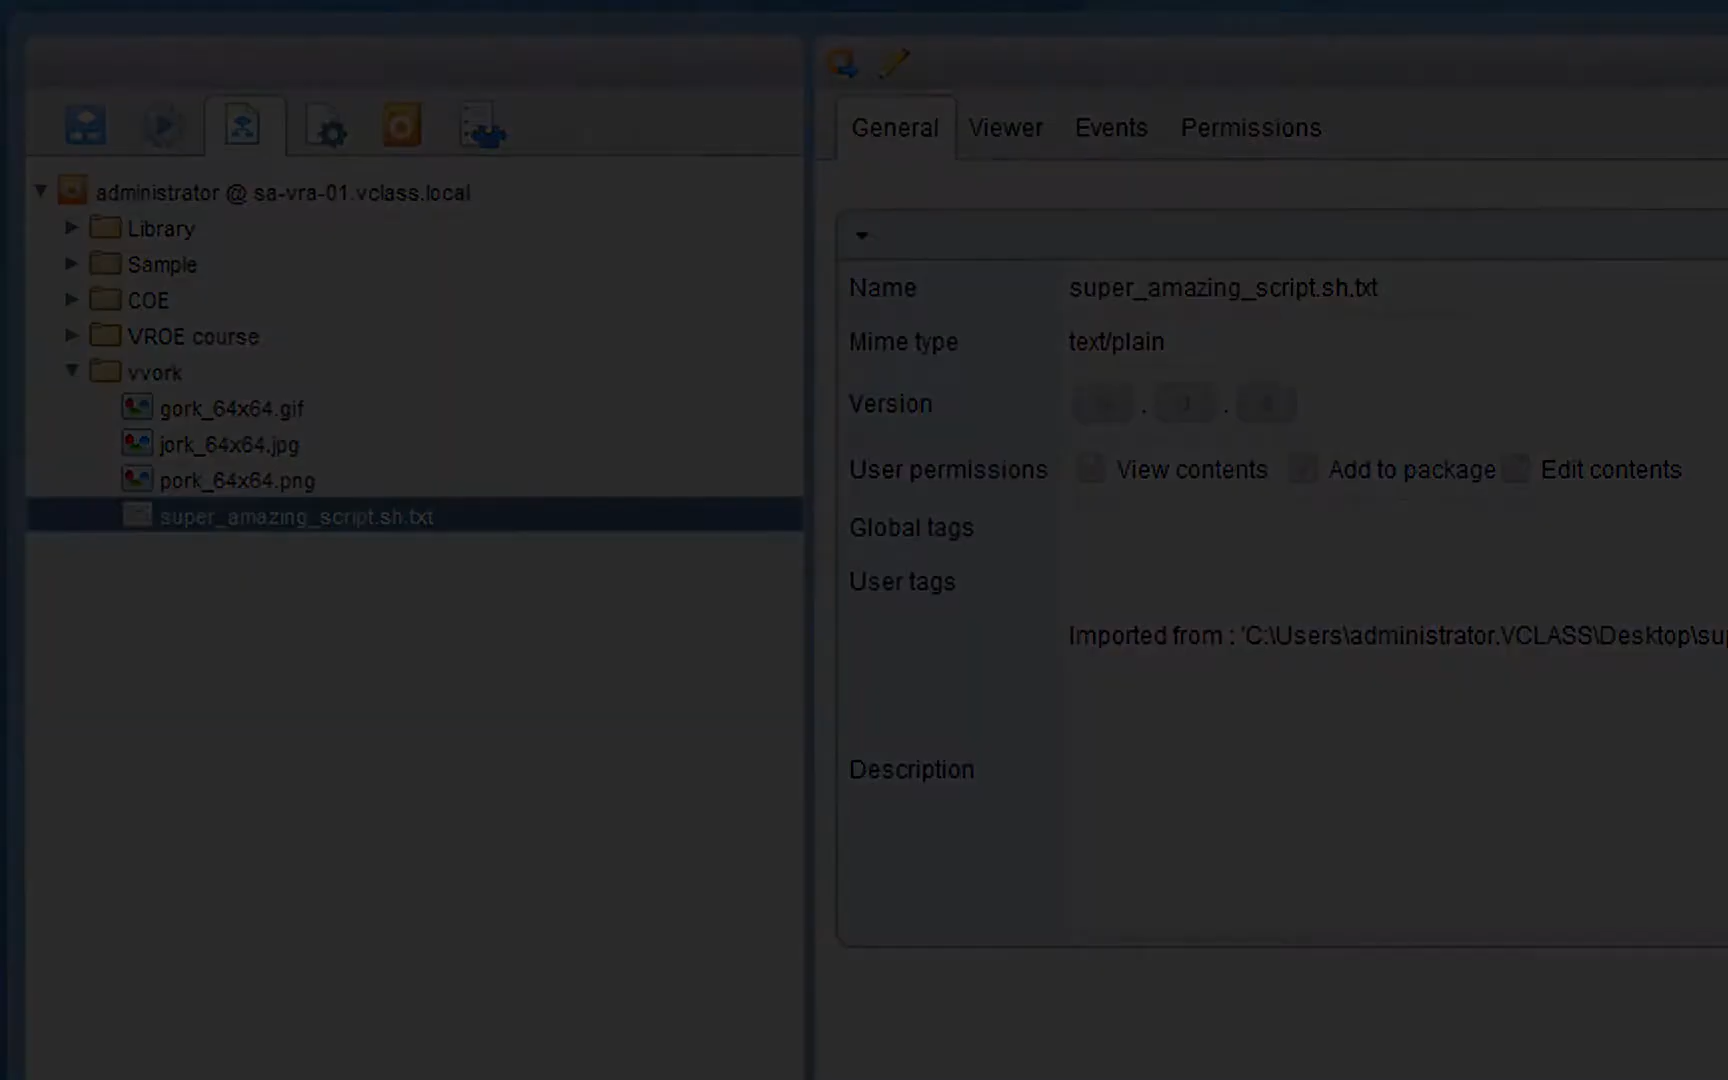 General Viewer Events Permissions
administrator @ sa-vra-01.vclass.local
Library
Sample
COE
VROE course
vvork
gork_64x64.gif
jork_64x64.jpg
pork_64x64.png
super_amazing_script.sh.txt
Name super_amazing_script.sh.txt
Mime type text/plain
Version . .
User permissions View contents Add to package Edit contents
Global tags
User tags
Imported from : 'C:\Users\administrator.VCLASS\Desktop\su
Description